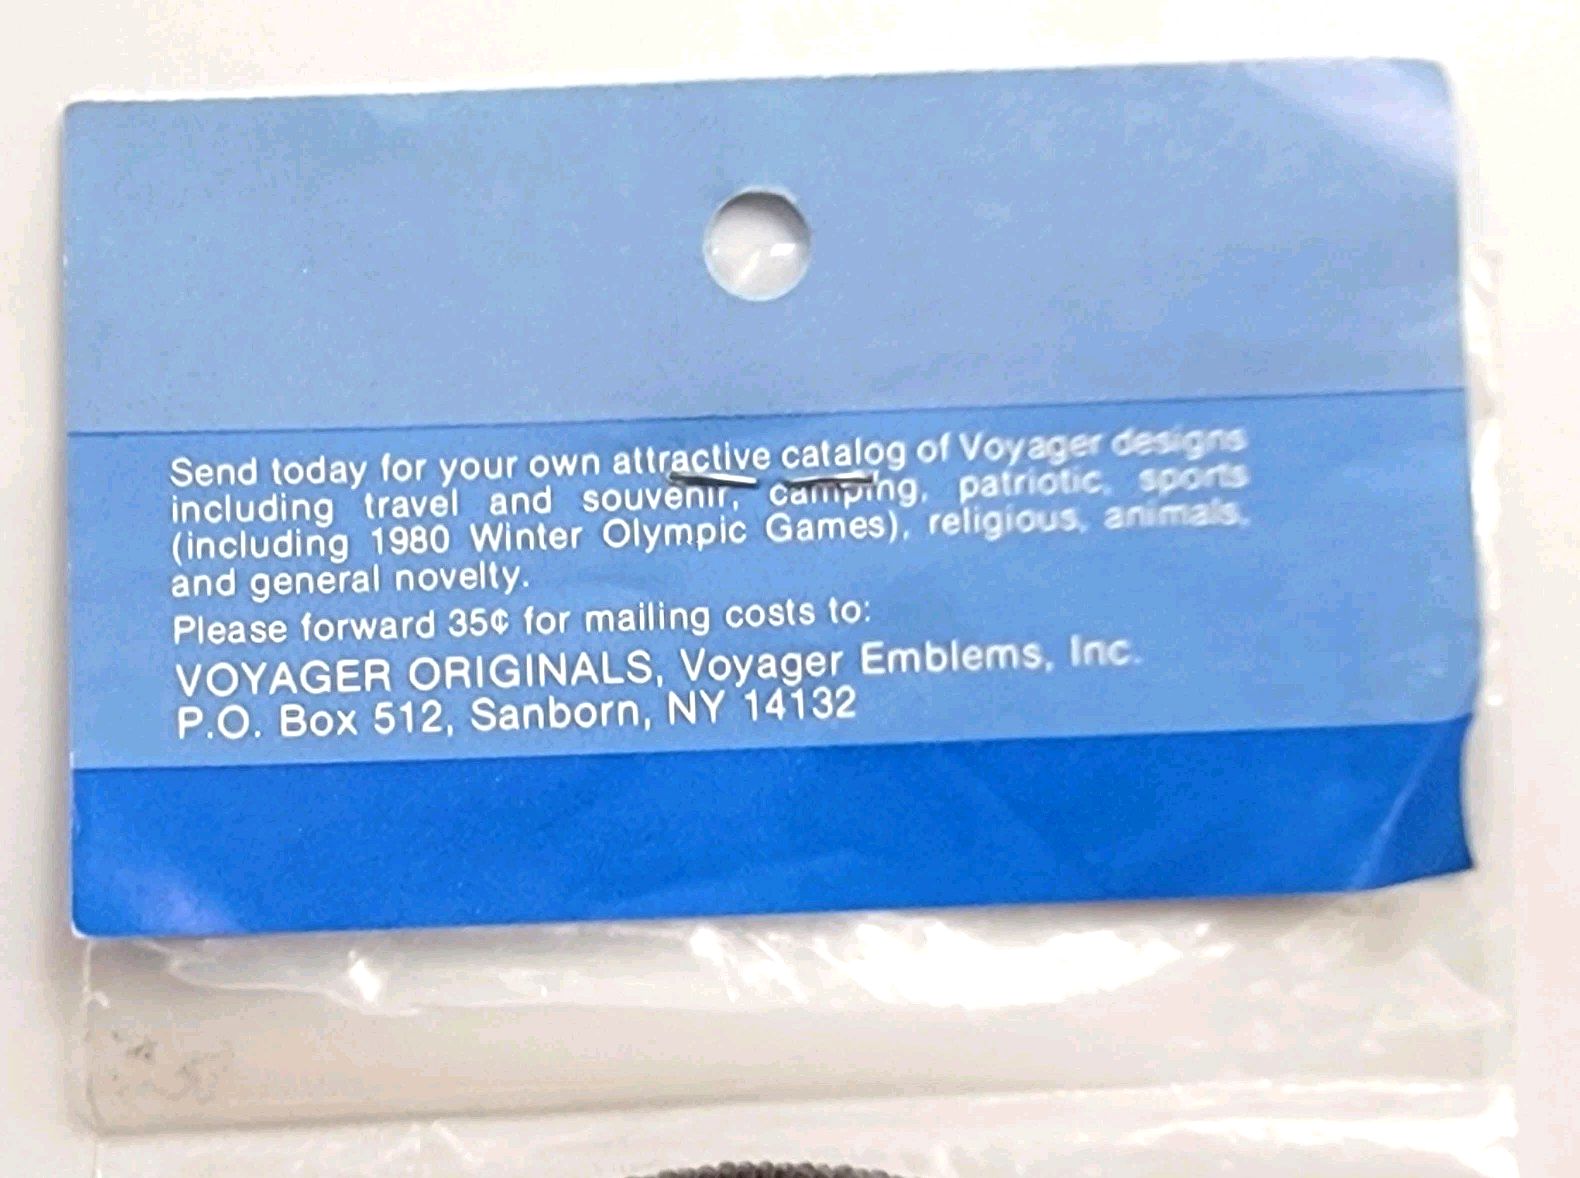 Send today for your own attractive catalog of Voyager designs
including travel and souvenir, camping, patriotic, sports
(including 1980 Winter Olympic Games), religious, animals,
and general novelty.
Please forward 35¢ for mailing costs to:
VOYAGER ORIGINALS, Voyager Emblems, Inc.
P.O. Box 512, Sanborn, NY 14132